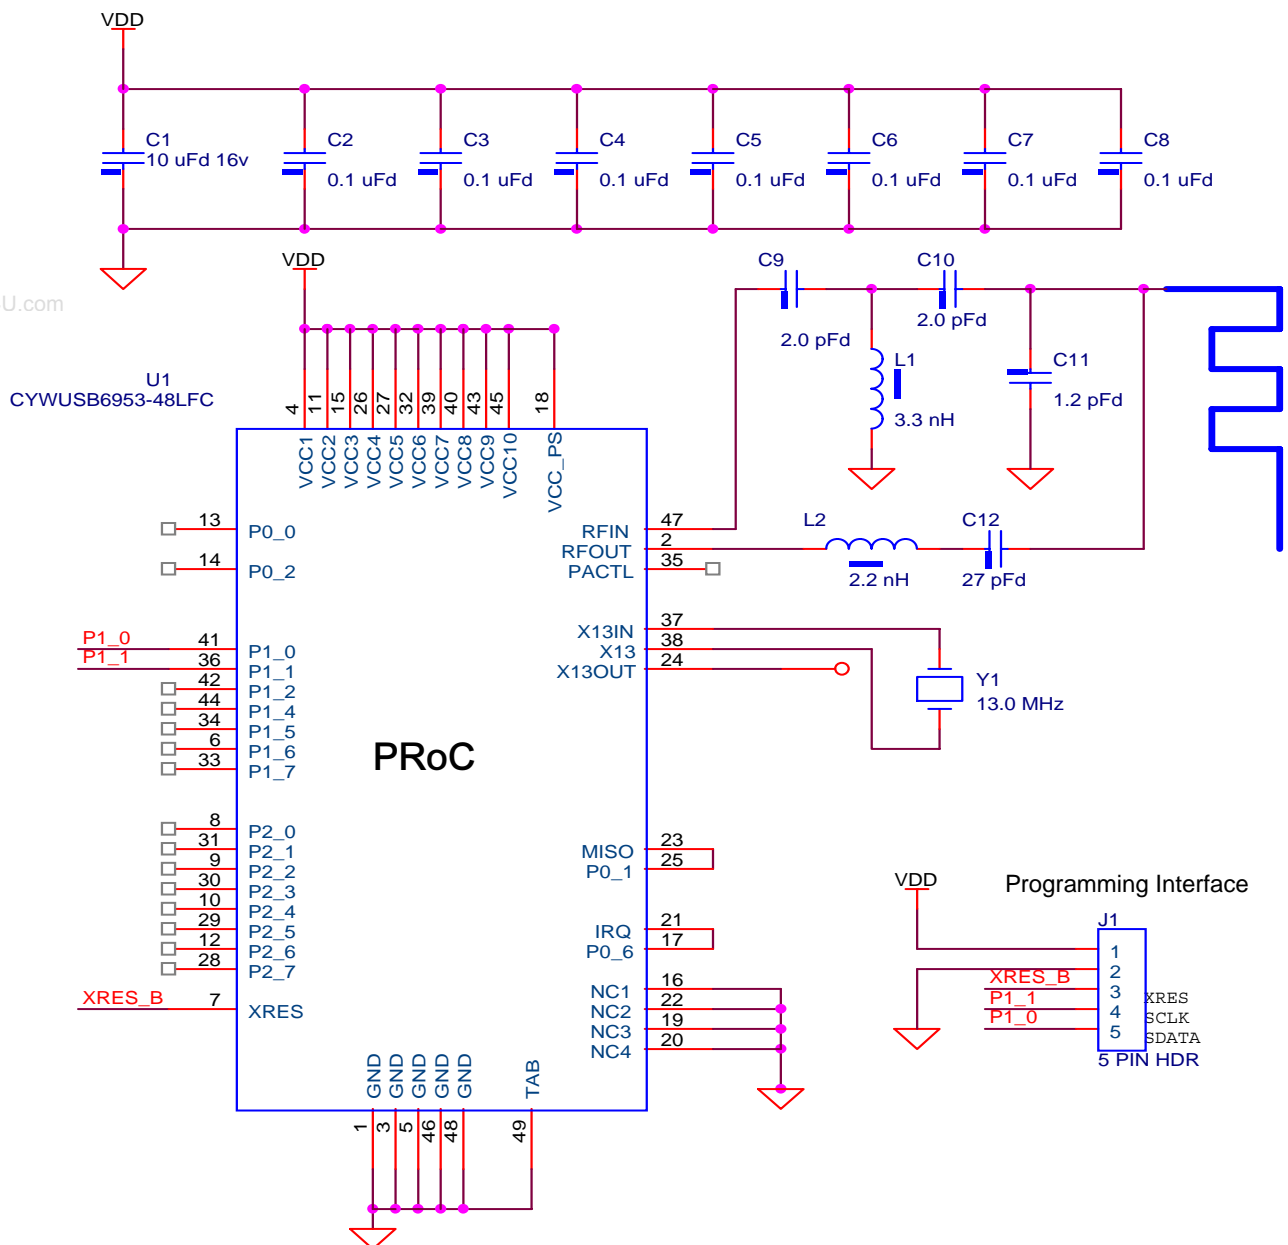 VDD
C1
10 uFd 16v
C2
0.1 uFd
C3
0.1 uFd
C4
0.1 uFd
C5
0.1 uFd
C6
0.1 uFd
C7
0.1 uFd
C8
0.1 uFd
U.com
VDD
C9
2.0 pFd
C10
2.0 pFd
L1
3.3 nH
C11
1.2 pFd
U1
CYWUSB6953-48LFC
4
11
15
26
27
32
39
40
43
45
18
VCC1
VCC2
VCC3
VCC4
VCC5
VCC6
VCC7
VCC8
VCC9
VCC10
VCC_PS
13 P0_0
14 P0_2
P1_0 41 P1_0
P1_1 36 P1_1
42 P1_2
44 P1_4
34 P1_5
6 P1_6
33 P1_7
8 P2_0
31 P2_1
9 P2_2
30 P2_3
10 P2_4
29 P2_5
12 P2_6
28 P2_7
XRES_B 7 XRES
PRoC
RFIN 47
RFOUT 2
PACTL 35
L2
2.2 nH
C12
27 pFd
X13IN 37
X13 38
X13OUT 24
Y1
13.0 MHz
MISO 23
P0_1 25
IRQ 21
P0_6 17
NC1 16
NC2 22
NC3 19
NC4 20
GND
GND
GND
GND
GND
TAB
1
3
5
46
48
49
VDD
Programming Interface
J1
1
2
XRES_B 3 XRES
P1_1 4 SCLK
P1_0 5 SDATA
5 PIN HDR